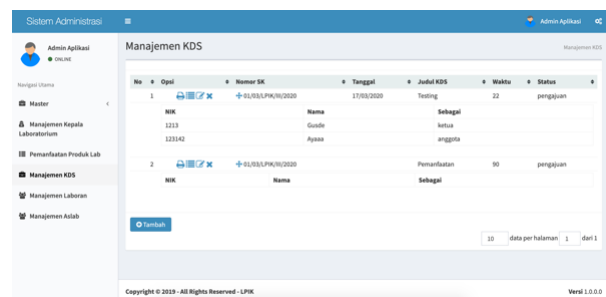 Sistem Administrasi
Admin Aplikasi
Admin Aplikasi
ONLINE
Manajemen KDS
Manajemen KDS
Navigasi Utama
Master
Manajemen Kepala
Laboratorium
Pemanfaatan Produk Lab
Manajemen KDS
Manajemen Laboran
Manajemen Aslab
No Opsi Nomor SK Tanggal Judul KDS Waktu Status
1 01/03/LPIK/III/2020 17/03/2020 Testing 22 pengajuan
NIK Nama Sebagai
1213 Gusde ketua
123142 Ayaaa anggota
2 01/03/LPIK/III/2020 Pemanfaatan 90 pengajuan
NIK Nama Sebagai
Tambah
10 data per halaman 1 dari 1
Copyright © 2019 - All Rights Reserved - LPIK
Versi 1.0.0.0